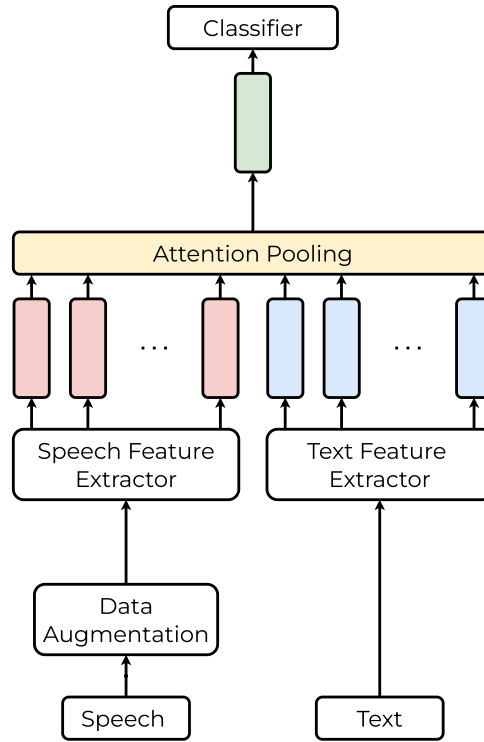 Classifier
Attention Pooling
...
...
Speech Feature
Extractor
Text Feature
Extractor
Data
Augmentation
Speech
Text